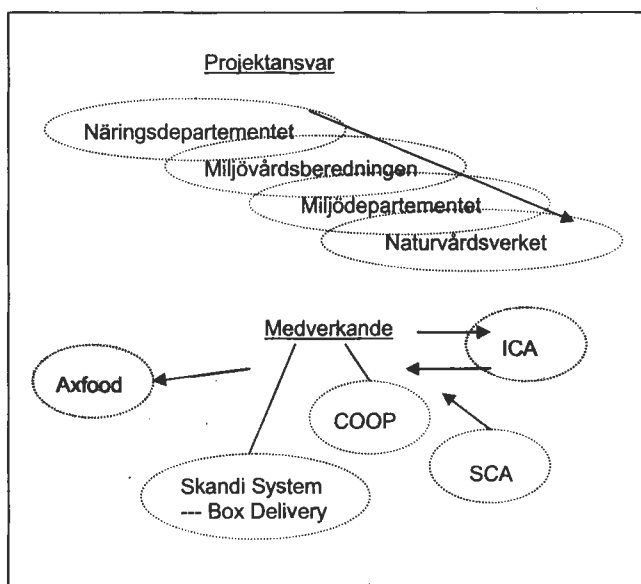 Projektansvar
Näringsdepartementet
Miljövårdsberedningen
Miljödepartementet
Naturvårdsverket
Medverkande
ICA
Axfood
COOP
SCA
Skandi System
--- Box Delivery